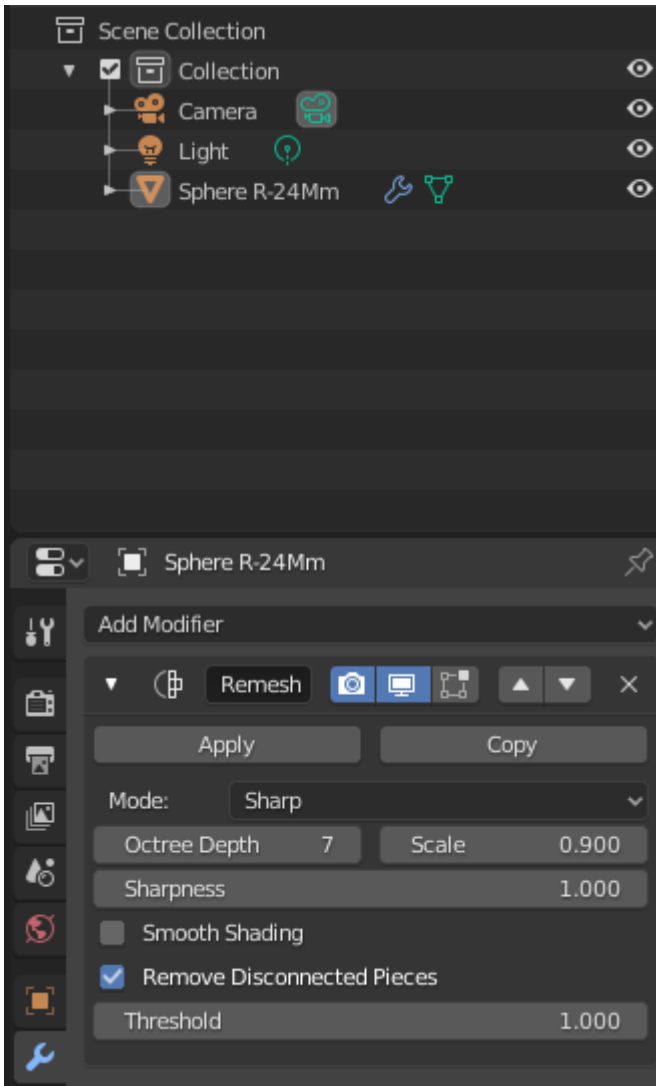 Scene Collection
Collection
Camera
Light
Sphere R-24Mm
Sphere R-24Mm
Add Modifier
Remesh
Apply Copy
Mode: Sharp
Octree Depth 7 Scale 0.900
Sharpness 1.000
Smooth Shading
Remove Disconnected Pieces
Threshold 1.000